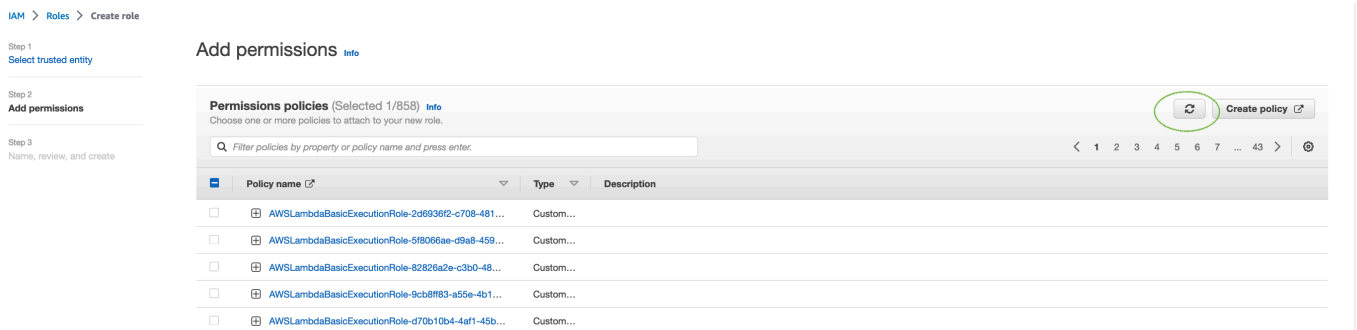 IAM > Roles > Create role
Step 1
Select trusted entity
Step 2
Add permissions
Step 3
Name, review, and create
Add permissions Info
Permissions policies (Selected 1/858) Info
Choose one or more policies to attach to your new role.
Create policy
Filter policies by property or policy name and press enter.
< 1 2 3 4 5 6 7 ... 43 >
Policy name Type Description
AWSLambdaBasicExecutionRole-2d6936f2-c708-481... Custom...
AWSLambdaBasicExecutionRole-5f8066ae-d9a8-459... Custom...
AWSLambdaBasicExecutionRole-82826a2e-c3b0-48... Custom...
AWSLambdaBasicExecutionRole-9cb8ff83-a55e-4b1... Custom...
AWSLambdaBasicExecutionRole-d70b10b4-4af1-45b... Custom...